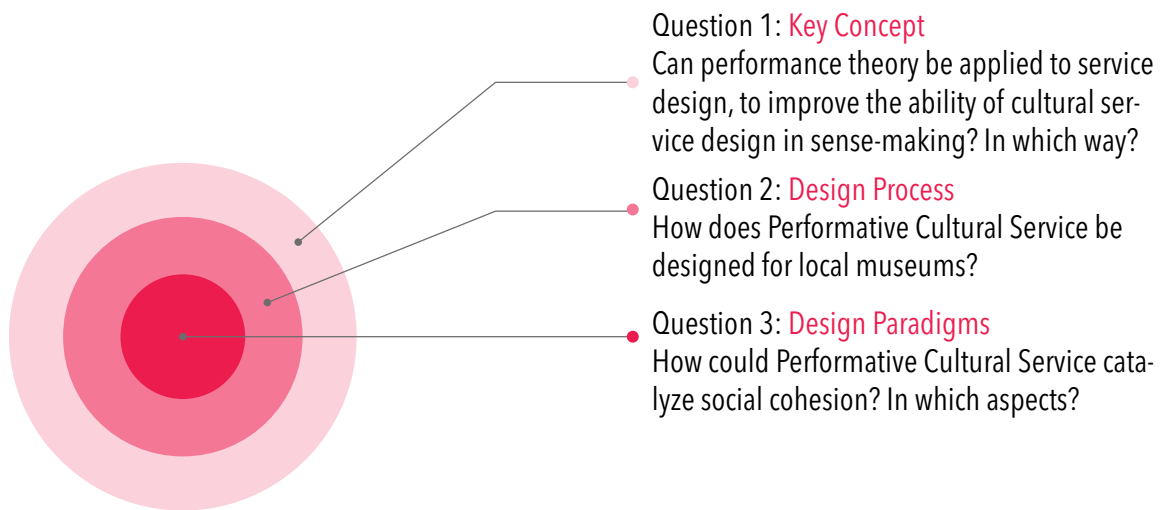 Question 1: Key Concept
Can performance theory be applied to service
design, to improve the ability of cultural ser-
vice design in sense-making? In which way?
Question 2: Design Process
How does Performative Cultural Service be
designed for local museums?
Question 3: Design Paradigms
How could Performative Cultural Service cata-
lyze social cohesion? In which aspects?